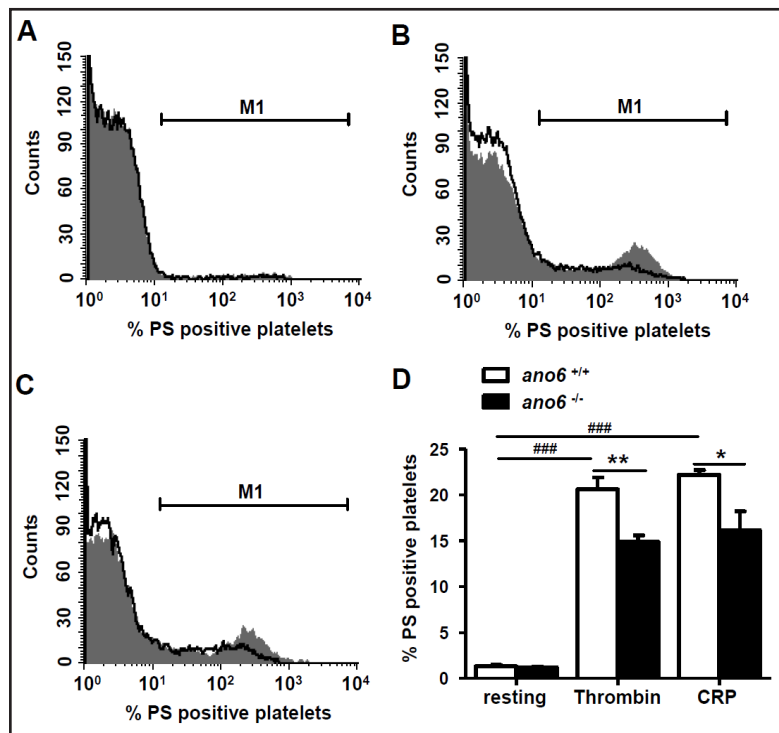 A
150
120
90
60
30
0
Counts
M1
10⁰ 10¹ 10² 10³ 10⁴
% PS positive platelets
B
150
120
90
60
30
0
Counts
M1
10⁰ 10¹ 10² 10³ 10⁴
% PS positive platelets
C
150
120
90
60
30
0
Counts
M1
10⁰ 10¹ 10² 10³ 10⁴
% PS positive platelets
D
ano6 +/+
ano6 -/-
###
###
**
*
25
20
15
10
5
0
% PS positive platelets
resting Thrombin CRP